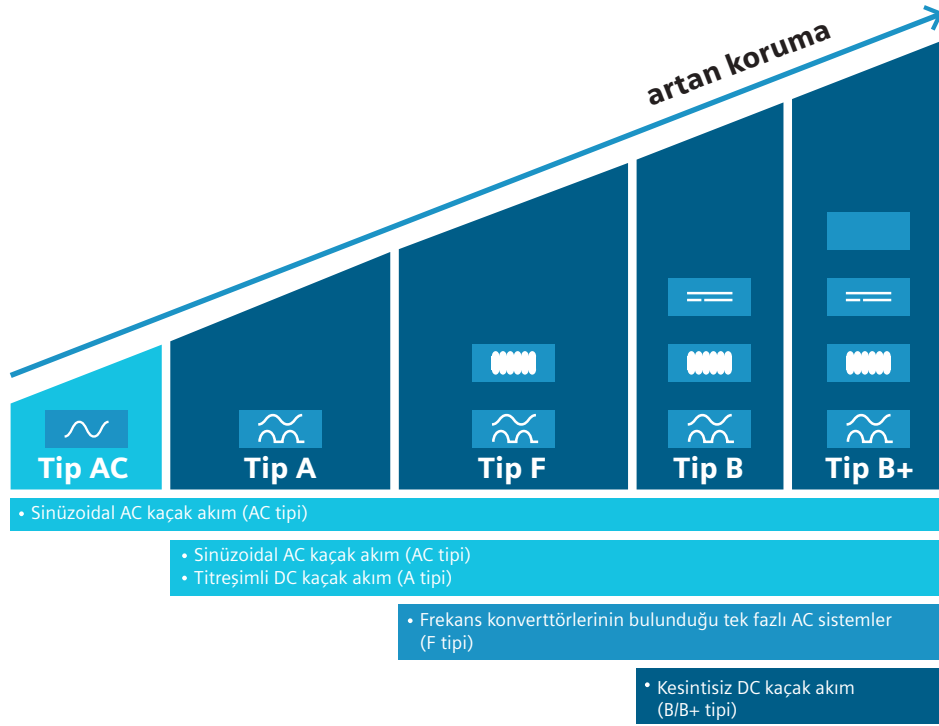 artan koruma
Tip AC
Tip A
Tip F
Tip B
Tip B+
• Sinüzoidal AC kaçak akım (AC tipi)
• Sinüzoidal AC kaçak akım (AC tipi)
• Titreşimli DC kaçak akım (A tipi)
• Frekans konverttörlerinin bulunduğu tek fazlı AC sistemler
(F tipi)
• Kesintisiz DC kaçak akım
(B/B+ tipi)